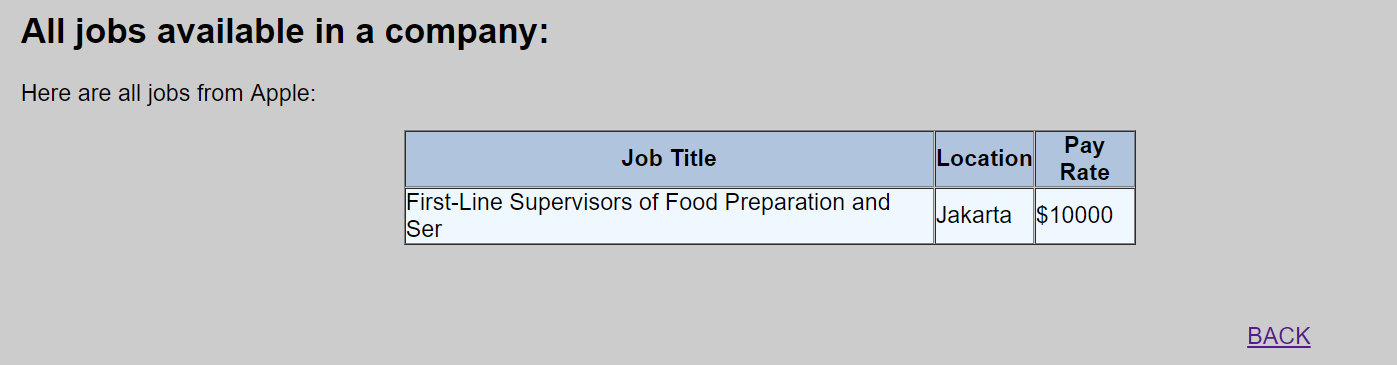 All jobs available in a company:
Here are all jobs from Apple:
Job Title Location Pay Rate
First-Line Supervisors of Food Preparation and
Ser Jakarta $10000
BACK